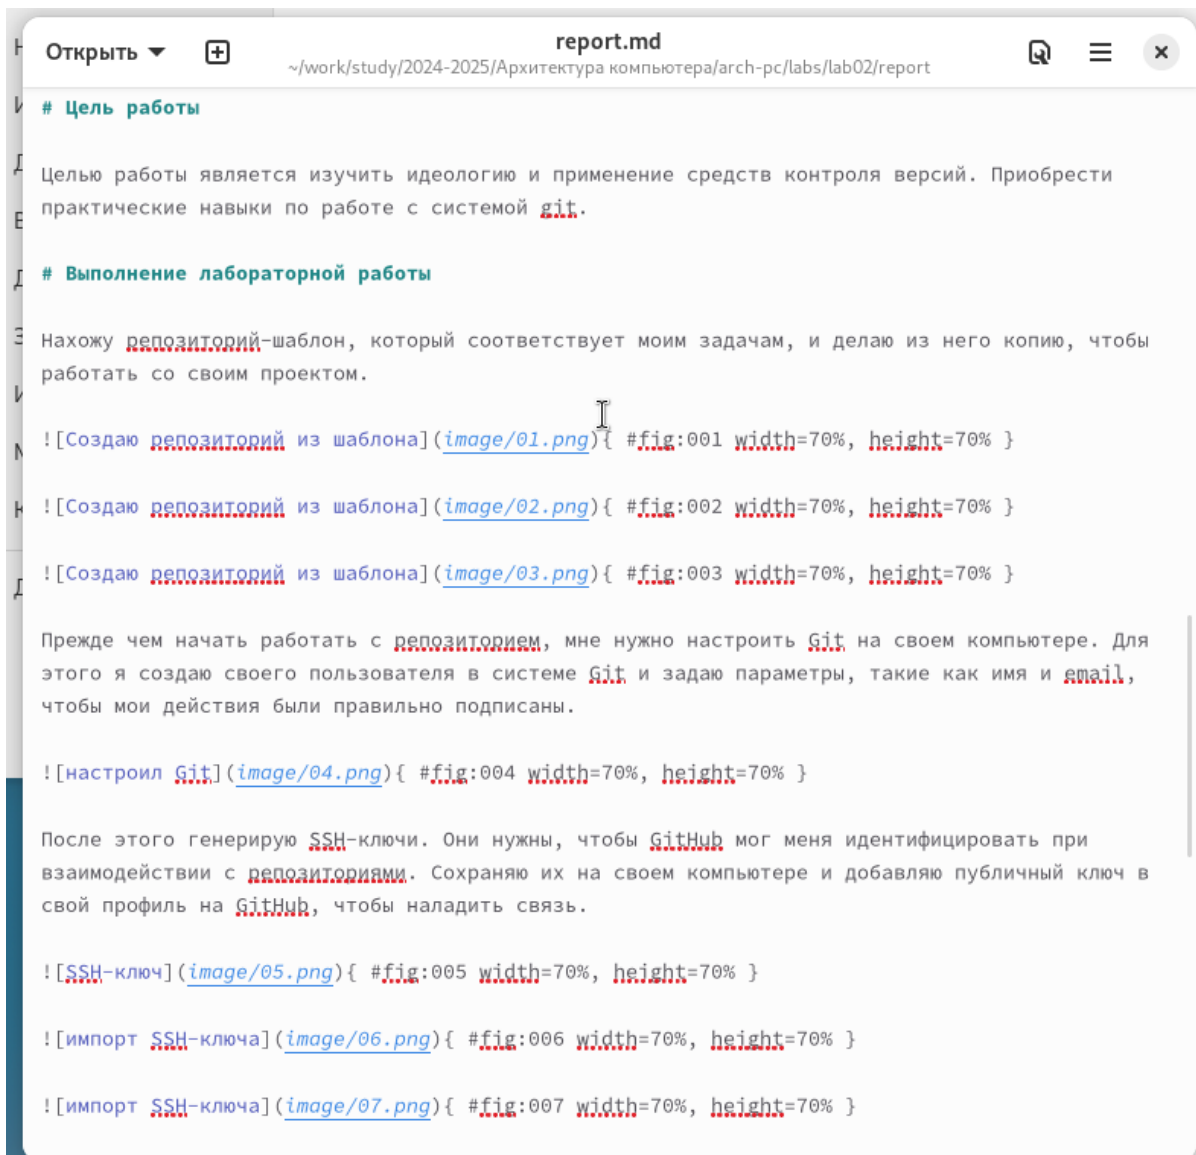 Открыть
report.md
~/work/study/2024-2025/Архитектура компьютера/arch-pc/labs/lab02/report
# Цель работы
Целью работы является изучить идеологию и применение средств контроля версий. Приобрести
практические навыки по работе с системой git.
# Выполнение лабораторной работы
Нахожу репозиторий-шаблон, который соответствует моим задачам, и делаю из него копию, чтобы
работать со своим проектом.
![Создаю репозиторий из шаблона](image/01.png){ #fig:001 width=70%, height=70% }
![Создаю репозиторий из шаблона](image/02.png){ #fig:002 width=70%, height=70% }
![Создаю репозиторий из шаблона](image/03.png){ #fig:003 width=70%, height=70% }
Прежде чем начать работать с репозиторием, мне нужно настроить Git на своем компьютере. Для
этого я создаю своего пользователя в системе Git и задаю параметры, такие как имя и email,
чтобы мои действия были правильно подписаны.
![настроил Git](image/04.png){ #fig:004 width=70%, height=70% }
После этого генерирую SSH-ключи. Они нужны, чтобы GitHub мог меня идентифицировать при
взаимодействии с репозиториями. Сохраняю их на своем компьютере и добавляю публичный ключ в
свой профиль на GitHub, чтобы наладить связь.
![SSH-ключ](image/05.png){ #fig:005 width=70%, height=70% }
![импорт SSH-ключа](image/06.png){ #fig:006 width=70%, height=70% }
![импорт SSH-ключа](image/07.png){ #fig:007 width=70%, height=70% }